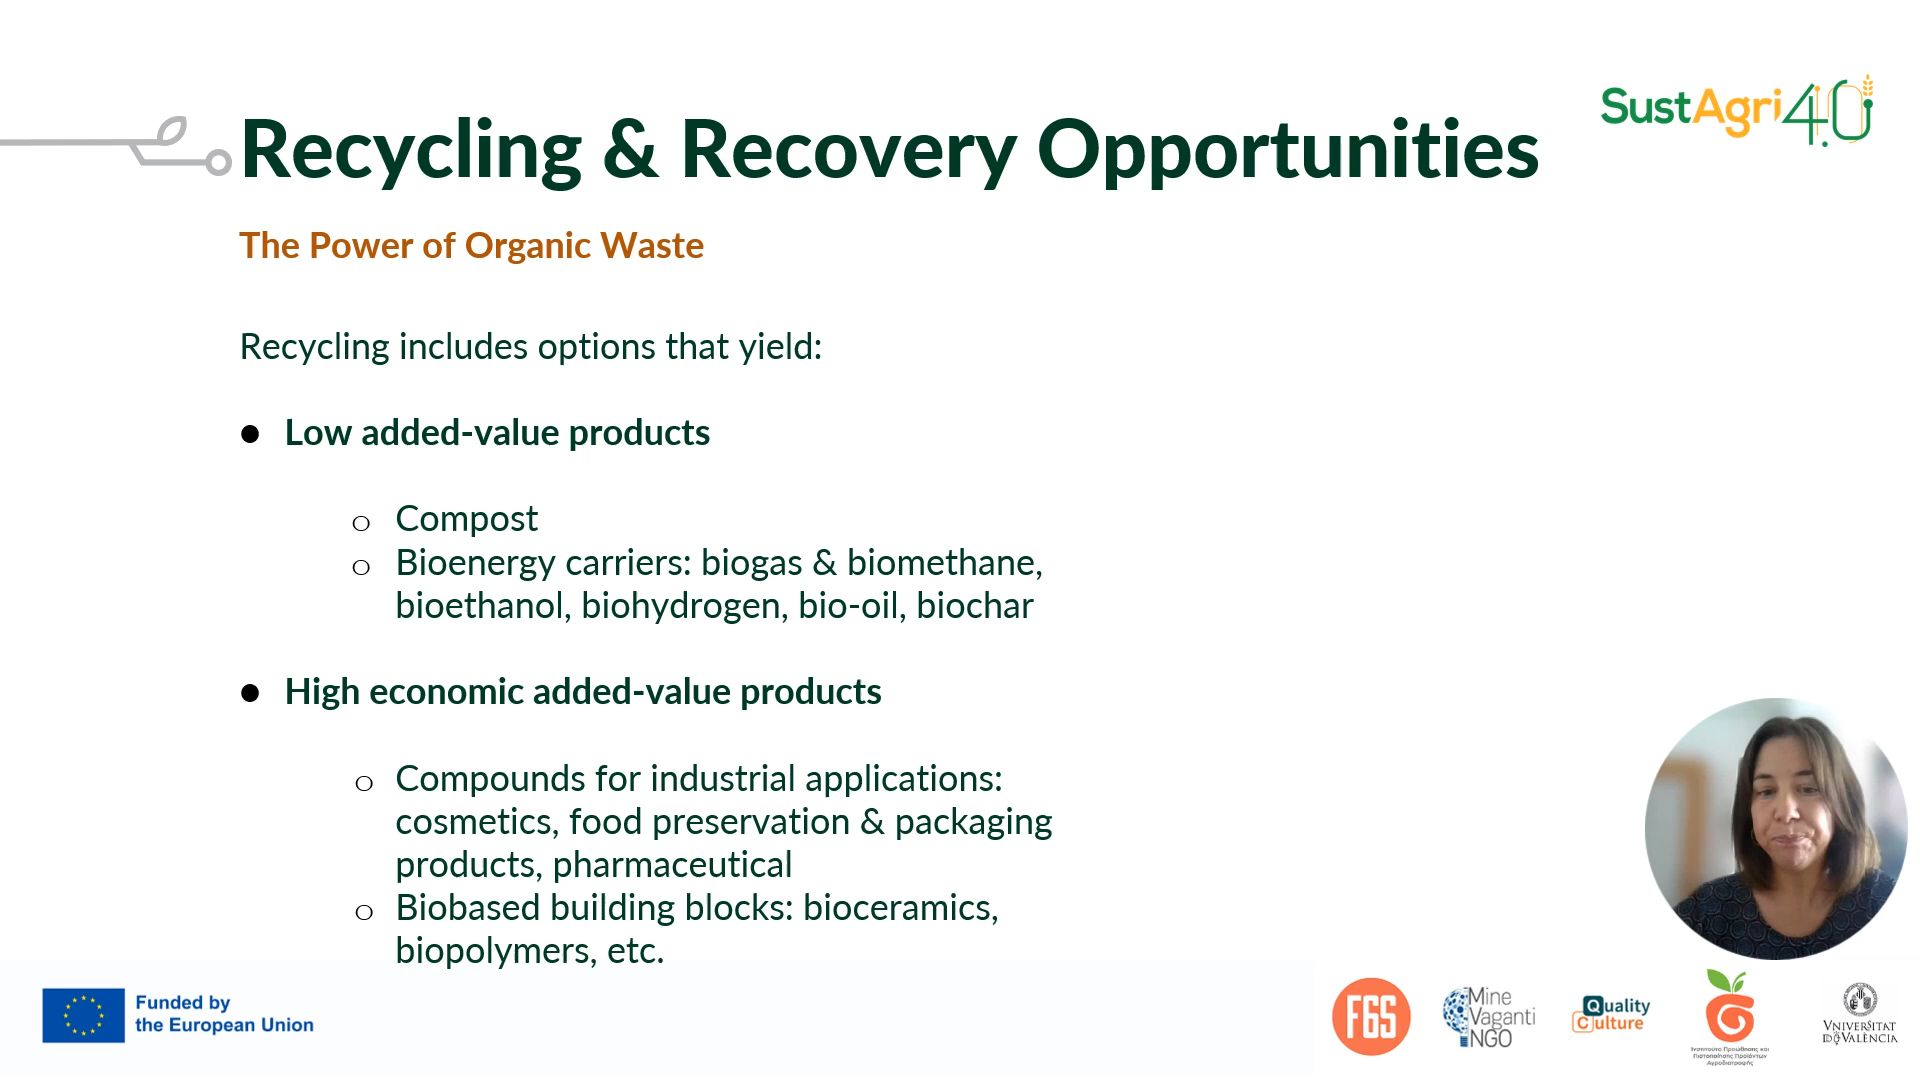 SustAgri4.0
Recycling & Recovery Opportunities
The Power of Organic Waste
Recycling includes options that yield:
● Low added-value products
o Compost
o Bioenergy carriers: biogas & biomethane,
bioethanol, biohydrogen, bio-oil, biochar
● High economic added-value products
o Compounds for industrial applications:
cosmetics, food preservation & packaging
products, pharmaceutical
o Biobased building blocks: bioceramics,
biopolymers, etc.
Funded by
the European Union
F6S
Mine
Vaganti
NGO
Quality
Culture
Ινστιτούτο Προώθησης και
Πιστοποίησης Προϊόντων
Αγροδιατροφής
VNIVERSITAT
DE VALÈNCIA